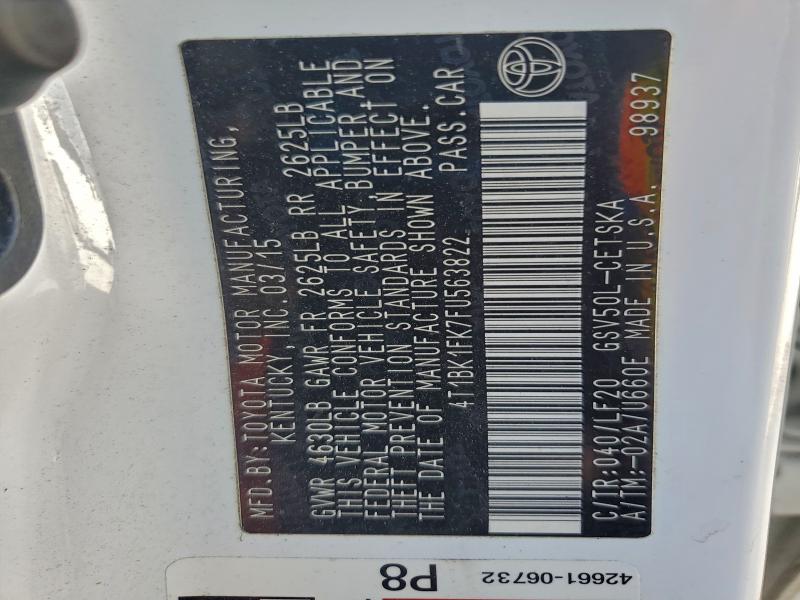 MFD.BY:TOYOTA MOTOR MANUFACTURING,
KENTUCKY, INC.03/15
GVWR 4630LB GAWR FR 2625LB RR 2625LB
THIS VEHICLE CONFORMS TO ALL APPLICABLE
FEDERAL MOTOR VEHICLE SAFETY, BUMPER, AND
THEFT PREVENTION STANDARDS IN EFFECT ON
THE DATE OF MANUFACTURE SHOWN ABOVE.
4T1BK1FK7FU563822 PASS.CAR
C/TR:040/LF20 GSV50L-CETSKA
A/TM:-02A/U660E MADE IN U.S.A. 98937
42661-06732
P8